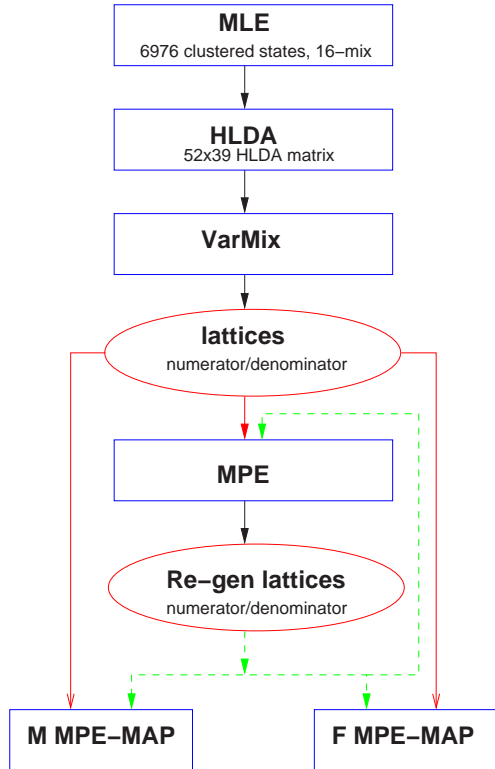 MLE
6976 clustered states, 16−mix
HLDA
52x39 HLDA matrix
VarMix
lattices
numerator/denominator
MPE
Re−gen lattices
numerator/denominator
M MPE−MAP
F MPE−MAP